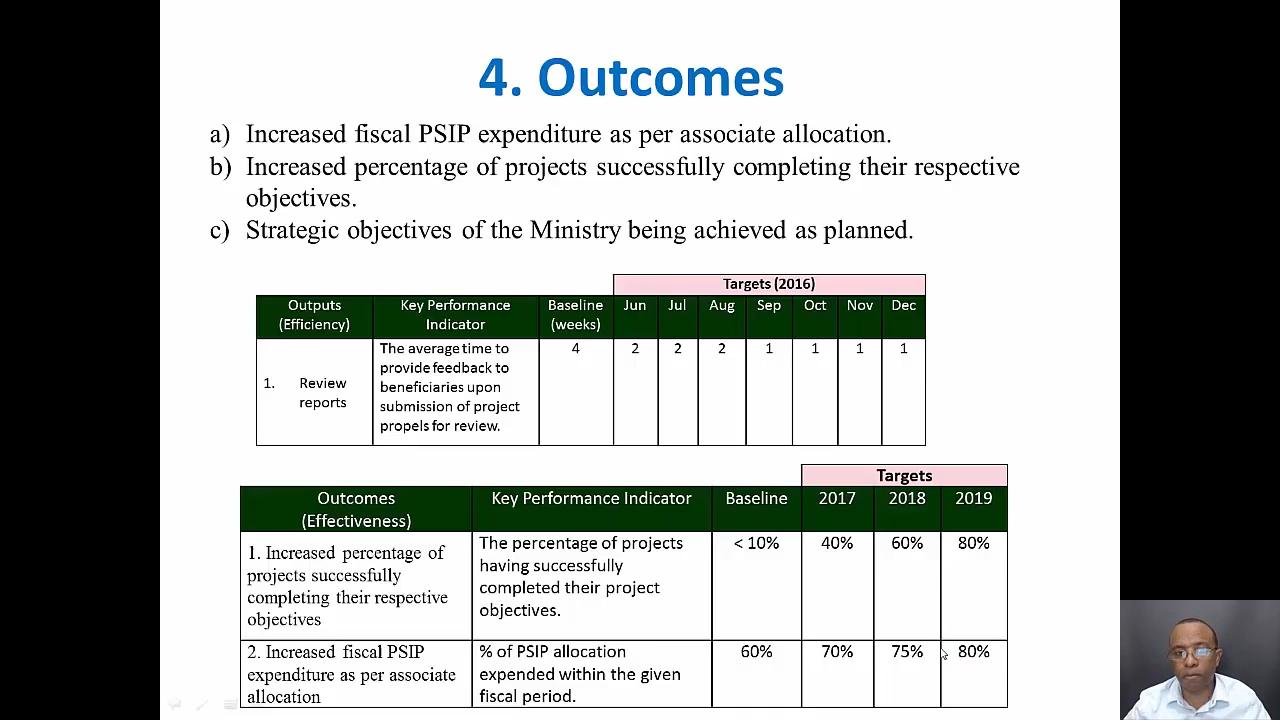 4. Outcomes
a) Increased fiscal PSIP expenditure as per associate allocation.
b) Increased percentage of projects successfully completing their respective
objectives.
c) Strategic objectives of the Ministry being achieved as planned.
Targets (2016)
Outputs (Efficiency) Key Performance Indicator Baseline (weeks) Jun Jul Aug Sep Oct Nov Dec
1. Review reports
The average time to
provide feedback to
beneficiaries upon
submission of project
propels for review.
4 2 2 2 1 1 1 1
Targets
Outcomes (Effectiveness) Key Performance Indicator Baseline 2017 2018 2019
1. Increased percentage of
projects successfully
completing their respective
objectives
The percentage of projects
having successfully
completed their project
objectives.
< 10% 40% 60% 80%
2. Increased fiscal PSIP
expenditure as per associate
allocation
% of PSIP allocation
expended within the given
fiscal period.
60% 70% 75% 80%